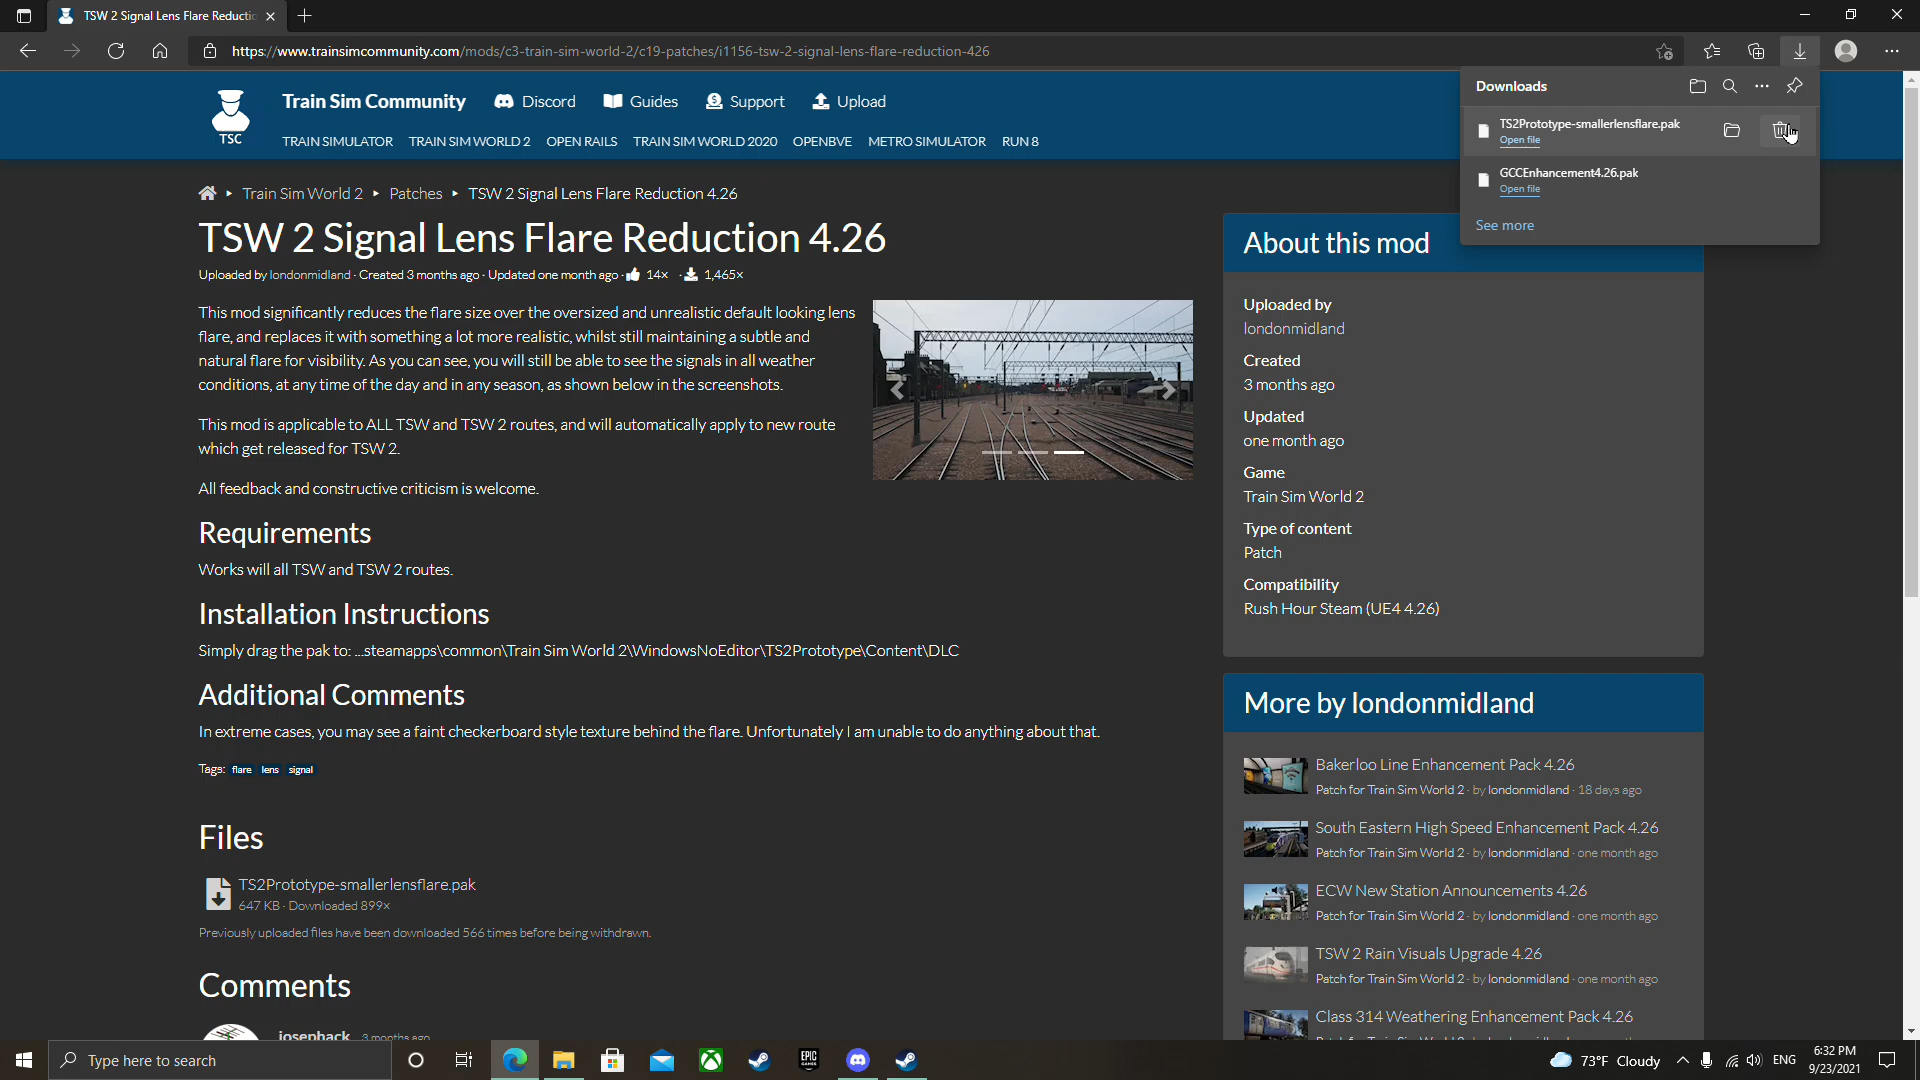 TSW 2 Signal Lens Flare Reductio
https://www.trainsimcommunity.com/mods/c3-train-sim-world-2/c19-patches/i1156-tsw-2-signal-lens-flare-reduction-426
Downloads
TS2Prototype-smallerlensflare.pak
Open file
GCCEnhancement4.26.pak
Open file
See more
TSC
Train Sim Community
Discord
Guides
Support
Upload
TRAIN SIMULATOR
TRAIN SIM WORLD 2
OPEN RAILS
TRAIN SIM WORLD 2020
OPENBVE
METRO SIMULATOR
RUN 8
Train Sim World 2
Patches
TSW 2 Signal Lens Flare Reduction 4.26
TSW 2 Signal Lens Flare Reduction 4.26
Uploaded by londonmidland · Created 3 months ago · Updated one month ago · 14× · 1,465×
This mod significantly reduces the flare size over the oversized and unrealistic default looking lens
flare, and replaces it with something a lot more realistic, whilst still maintaining a subtle and
natural flare for visibility. As you can see, you will still be able to see the signals in all weather
conditions, at any time of the day and in any season, as shown below in the screenshots.
This mod is applicable to ALL TSW and TSW 2 routes, and will automatically apply to new route
which get released for TSW 2.
All feedback and constructive criticism is welcome.
Requirements
Works will all TSW and TSW 2 routes.
Installation Instructions
Simply drag the pak to: ...steamapps\common\Train Sim World 2\WindowsNoEditor\TS2Prototype\Content\DLC
Additional Comments
In extreme cases, you may see a faint checkerboard style texture behind the flare. Unfortunately I am unable to do anything about that.
Tags: flare lens signal
Files
TS2Prototype-smallerlensflare.pak
647 KB · Downloaded 899×
Previously uploaded files have been downloaded 566 times before being withdrawn.
Comments
josephack 3 months ago
About this mod
Uploaded by
londonmidland
Created
3 months ago
Updated
one month ago
Game
Train Sim World 2
Type of content
Patch
Compatibility
Rush Hour Steam (UE4 4.26)
More by londonmidland
Bakerloo Line Enhancement Pack 4.26
Patch for Train Sim World 2 · by londonmidland · 18 days ago
South Eastern High Speed Enhancement Pack 4.26
Patch for Train Sim World 2 · by londonmidland · one month ago
ECW New Station Announcements 4.26
Patch for Train Sim World 2 · by londonmidland · one month ago
TSW 2 Rain Visuals Upgrade 4.26
Patch for Train Sim World 2 · by londonmidland · one month ago
Class 314 Weathering Enhancement Pack 4.26
Type here to search
EPIC GAMES
73°F Cloudy
ENG
6:32 PM
9/23/2021